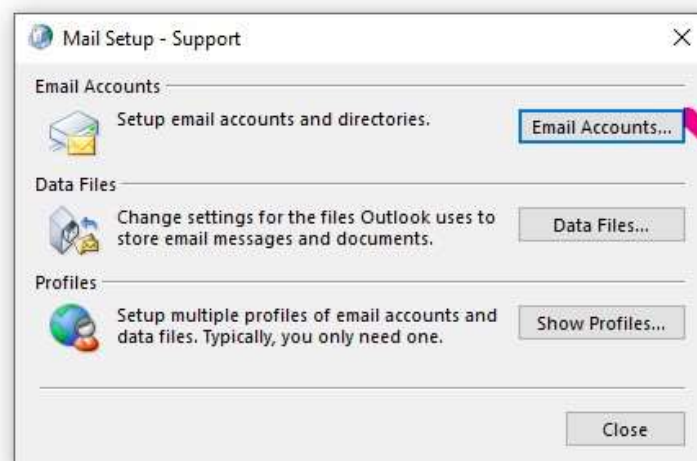 Mail Setup - Support
Email Accounts
Setup email accounts and directories.
Email Accounts...
Data Files
Change settings for the files Outlook uses to
store email messages and documents.
Data Files...
Profiles
Setup multiple profiles of email accounts and
data files. Typically, you only need one.
Show Profiles...
Close